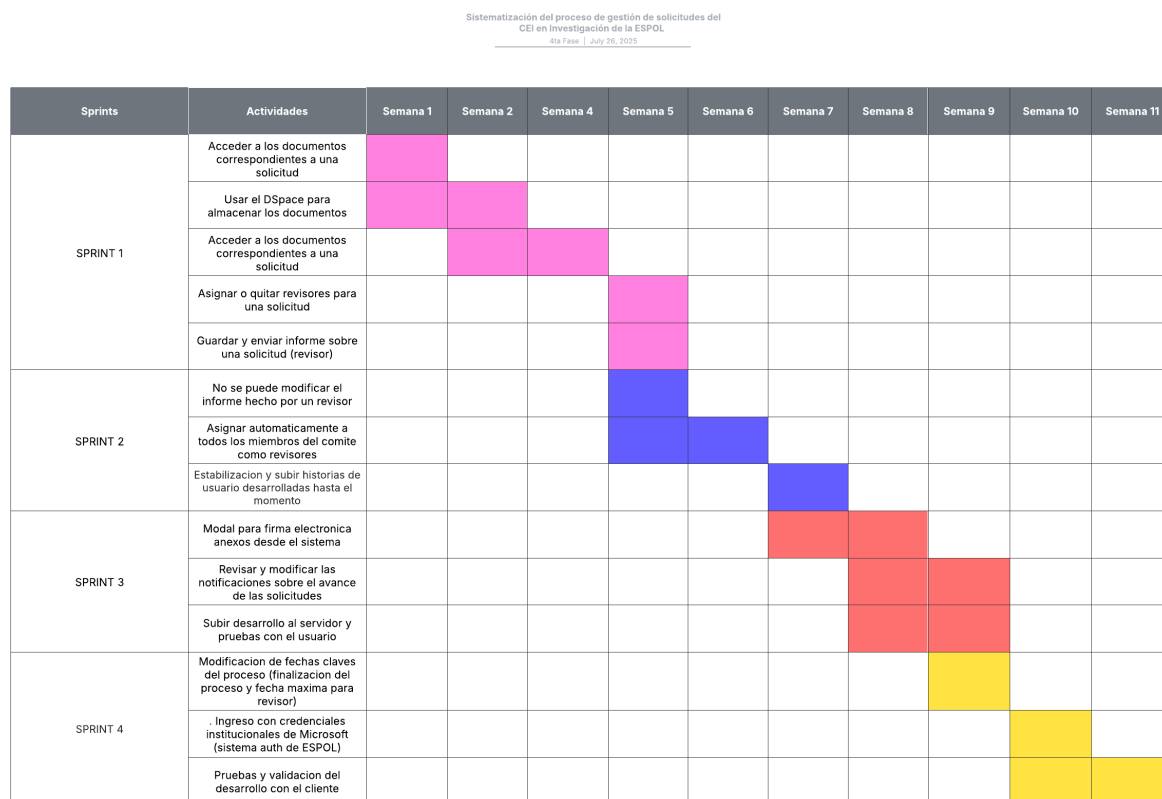 Sistematización del proceso de gestión de solicitudes del
CEI en Investigación de la ESPOL
4ta Fase | July 26, 2025
Sprints
Actividades
Semana 1
Semana 2
Semana 4
Semana 5
Semana 6
Semana 7
Semana 8
Semana 9
Semana 10
Semana 11
SPRINT 1
Acceder a los documentos
correspondientes a una
solicitud
Usar el DSpace para
almacenar los documentos
Acceder a los documentos
correspondientes a una
solicitud
Asignar o quitar revisores para
una solicitud
Guardar y enviar informe sobre
una solicitud (revisor)
SPRINT 2
No se puede modificar el
informe hecho por un revisor
Asignar automaticamente a
todos los miembros del comite
como revisores
Estabilizacion y subir historias de
usuario desarrolladas hasta el
momento
SPRINT 3
Modal para firma electronica
anexos desde el sistema
Revisar y modificar las
notificaciones sobre el avance
de las solicitudes
Subir desarrollo al servidor y
pruebas con el usuario
SPRINT 4
Modificacion de fechas claves
del proceso (finalizacion del
proceso y fecha maxima para
revisor)
. Ingreso con credenciales
institucionales de Microsoft
(sistema auth de ESPOL)
Pruebas y validacion del
desarrollo con el cliente